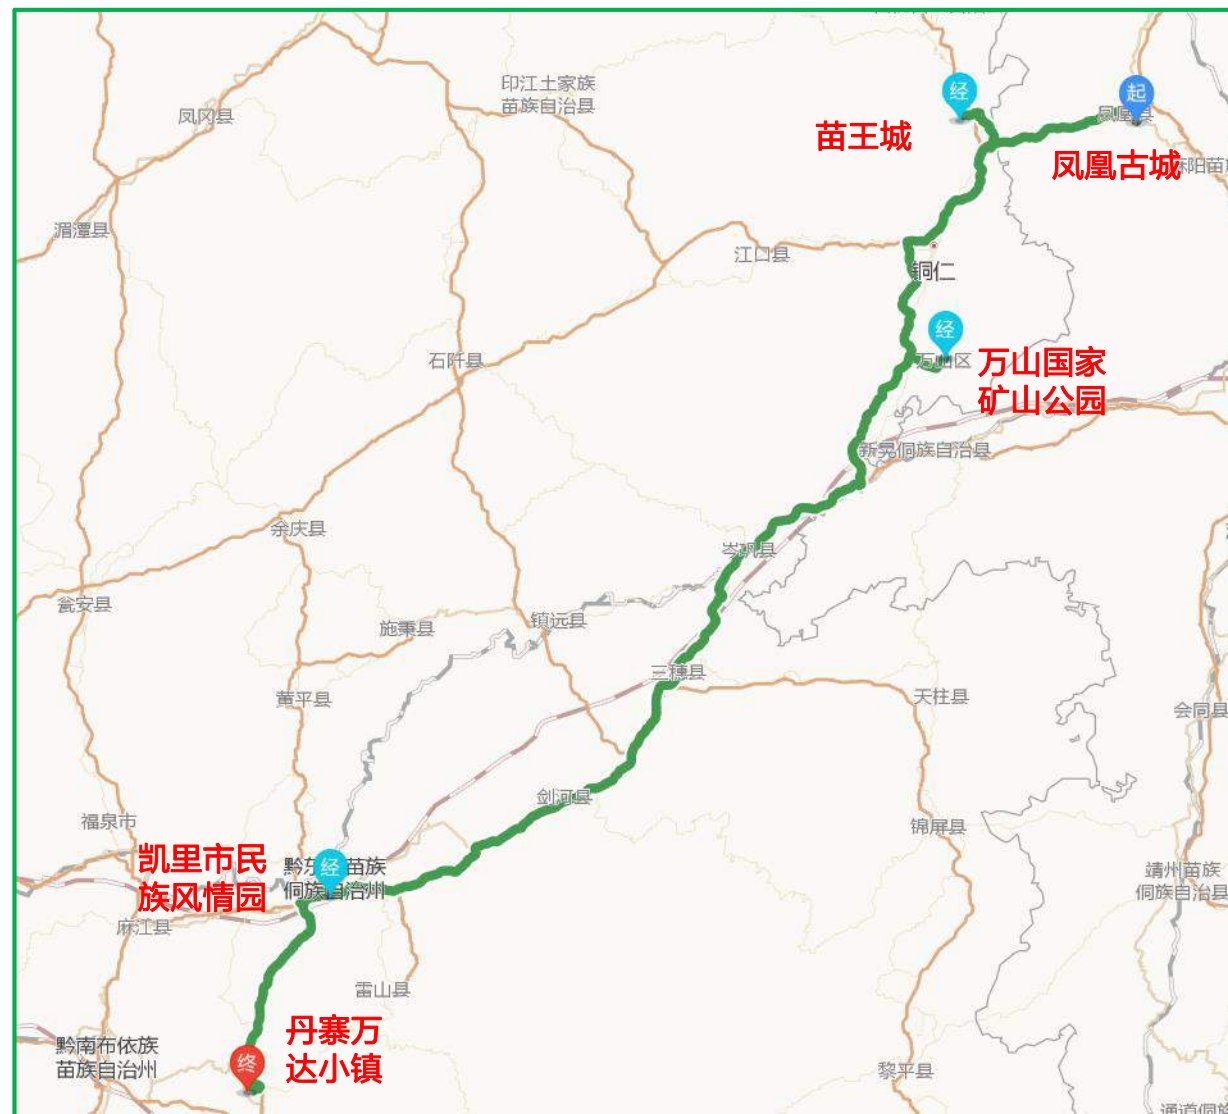 印江土家族
苗族自治县
凤冈县
经
起
凤凰县
苗王城
凤凰古城
湄潭县
江口县
铜仁
经
石阡县
万山区
万山国家
矿山公园
新晃侗族自治县
余庆县
岑巩县
瓮安县
施秉县
镇远县
三穗县
黄平县
天柱县
会同县
剑河县
福泉市
锦屏县
凯里市民
族风情园
经
苗族
侗族自治州
靖州苗族
侗族自治县
麻江县
雷山县
丹寨万
达小镇
黔南布依族
苗族自治州
终
黎平县